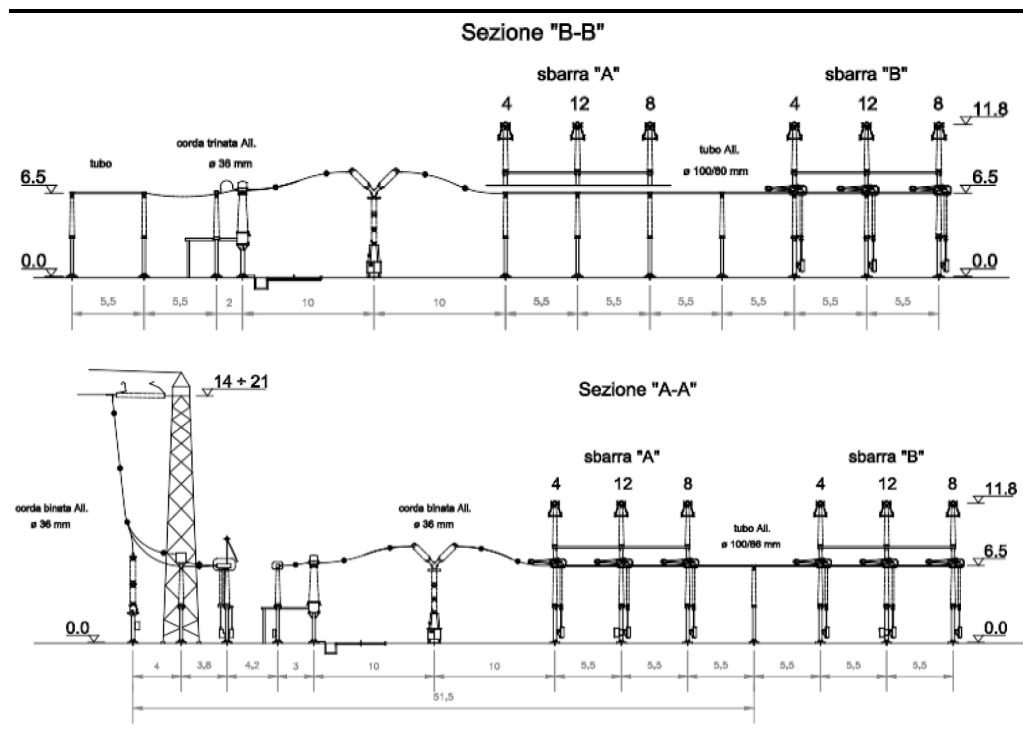 Sezione "B-B"
sbarra "A"
sbarra "B"
4 12 8
4 12 8
11.8
corda trinata All.
ø 36 mm
tubo
tubo All.
ø 100/80 mm
6.5
6.5
0.0
0.0
5,5 5,5 2 10 10 5,5 5,5 5,5 5,5 5,5 5,5
14 ÷ 21
Sezione "A-A"
sbarra "A"
sbarra "B"
4 12 8
4 12 8
11.8
corda binata All.
ø 36 mm
corda binata All.
ø 36 mm
tubo All.
ø 100/86 mm
6.5
0.0
0.0
4 3,8 4,2 3 10 10 5,5 5,5 5,5 5,5 5,5 5,5
51,5